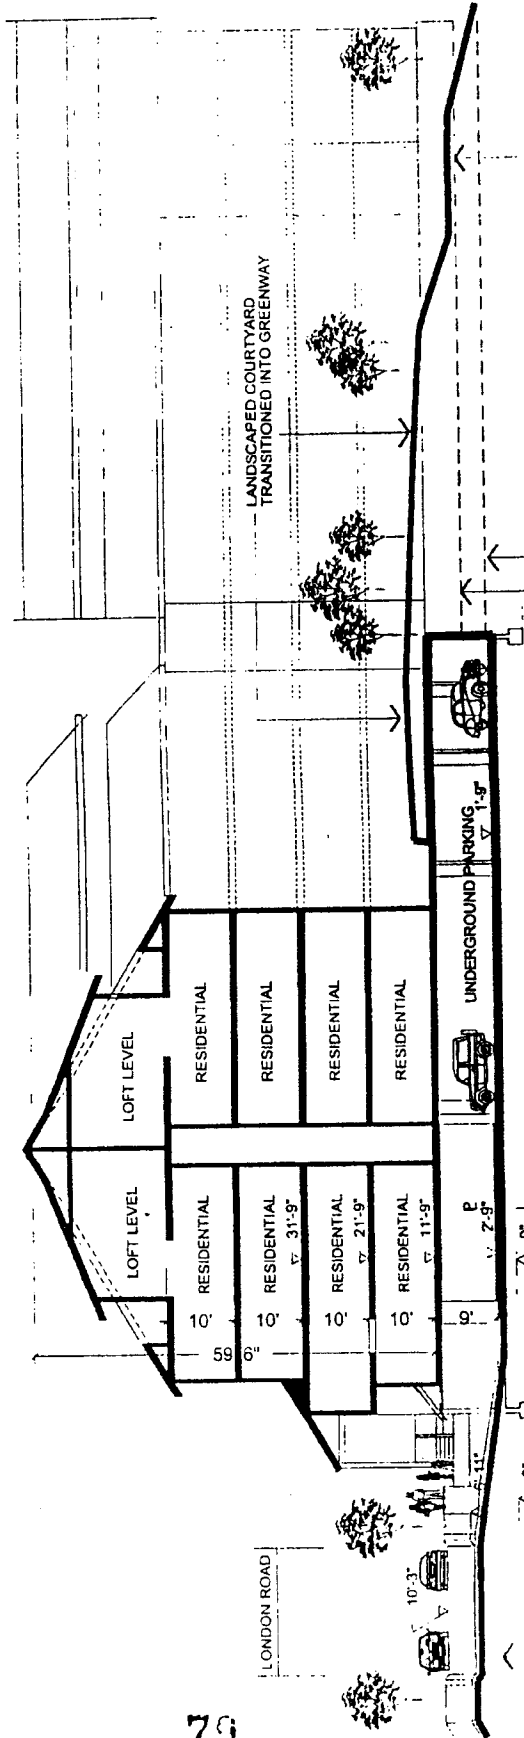 LANDSCAPED COURTYARD
TRANSITIONED INTO GREENWAY
LOFT LEVEL
LOFT LEVEL
RESIDENTIAL
RESIDENTIAL
RESIDENTIAL
RESIDENTIAL
10'
RESIDENTIAL
31'-9"
10'
RESIDENTIAL
21'-9"
10'
RESIDENTIAL
11'-9"
10'
RESIDENTIAL
59' 6"
9'
2'-9"
UNDERGROUND PARKING
1'-9"
LONDON ROAD
10'-3"
11"